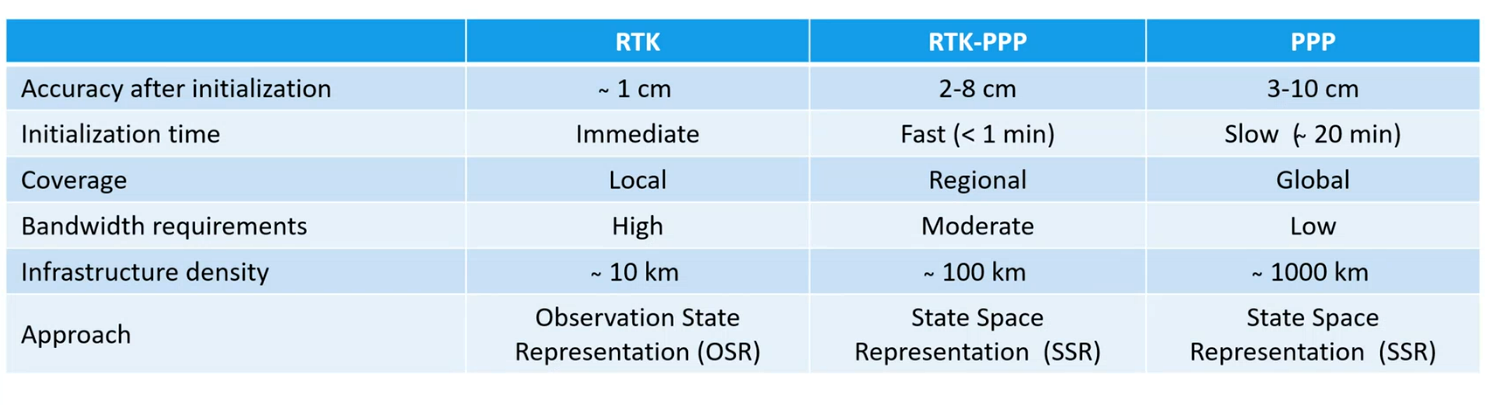 RTK RTK-PPP PPP
Accuracy after initialization ~ 1 cm 2-8 cm 3-10 cm
Initialization time Immediate Fast (< 1 min) Slow (~ 20 min)
Coverage Local Regional Global
Bandwidth requirements High Moderate Low
Infrastructure density ~ 10 km ~ 100 km ~ 1000 km
Approach Observation State Representation (OSR) State Space Representation (SSR) State Space Representation (SSR)